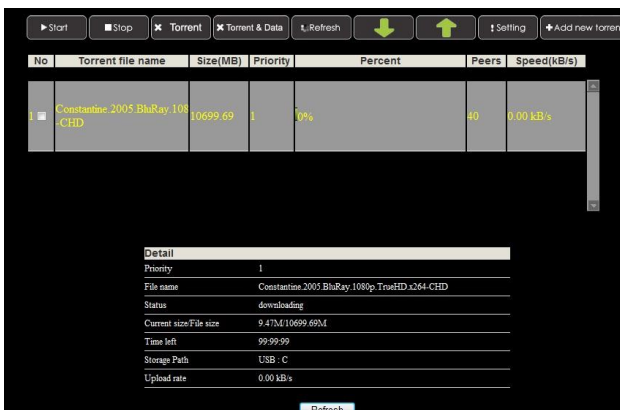 Start Stop Torrent Torrent & Data Refresh Setting Add new torren
No Torrent file name Size(MB) Priority Percent Peers Speed(kB/s)
1 Constantine.2005.BluRay.108 10699.69 1 0% 40 0.00 kB/s
-CHD
Detail
Priority 1
File name Constantine.2005.BluRay.1080p.TrueHD.x264-CHD
Status downloading
Current size/File size 9.47M/10699.69M
Time left 99:99:99
Storage Path USB : C
Upload rate 0.00 kB/s
Refresh